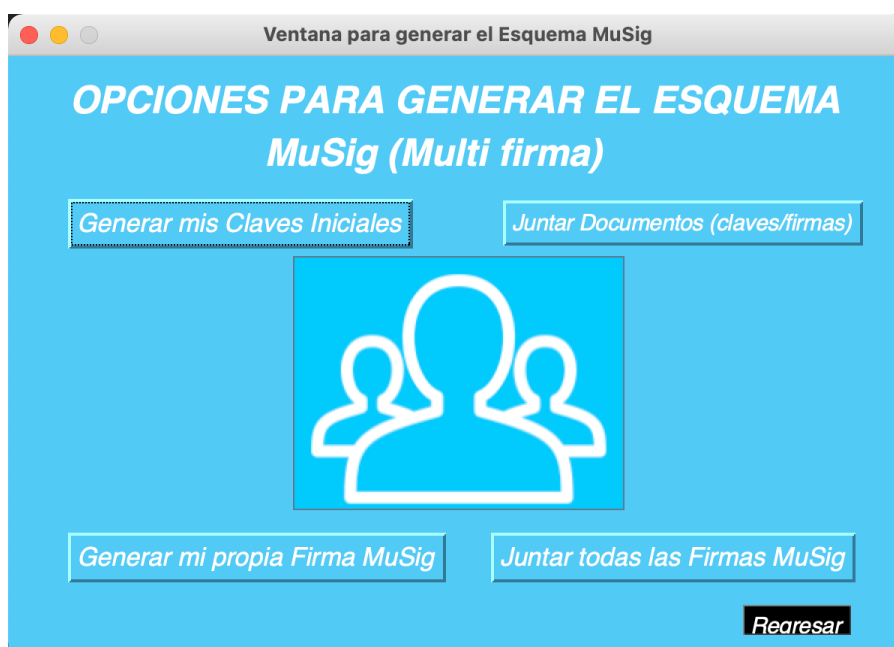 Ventana para generar el Esquema MuSig
OPCIONES PARA GENERAR EL ESQUEMA
MuSig (Multi firma)
Generar mis Claves Iniciales
Juntar Documentos (claves/firmas)
Generar mi propia Firma MuSig
Juntar todas las Firmas MuSig
Regresar